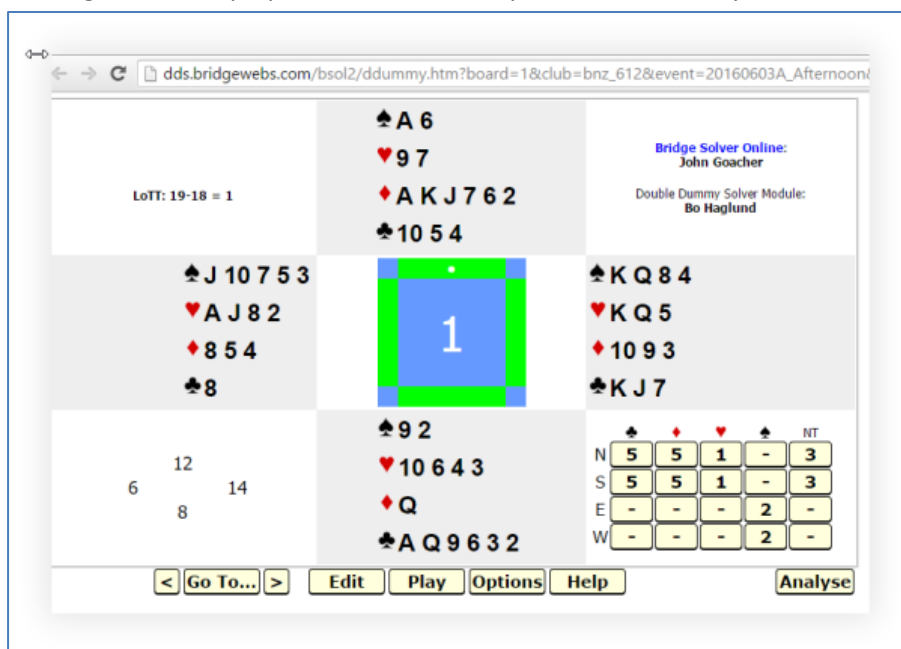 dds.bridgewebs.com/bsol2/ddummy.htm?board=1&club=bnz_612&event=20160603A_Afternoon&
LoTT: 19-18 = 1
♠A 6
♥9 7
♦A K J 7 6 2
♣10 5 4
Bridge Solver Online:
John Goacher
Double Dummy Solver Module:
Bo Haglund
♠J 10 7 5 3
♥A J 8 2
♦8 5 4
♣8
1
♠K Q 8 4
♥K Q 5
♦10 9 3
♣K J 7
12
6 14
8
♠9 2
♥10 6 4 3
♦Q
♣A Q 9 6 3 2
♣ ♦ ♥ ♠ NT
N 5 5 1 - 3
S 5 5 1 - 3
E - - - 2 -
W - - - 2 -
< Go To... > Edit Play Options Help Analyse